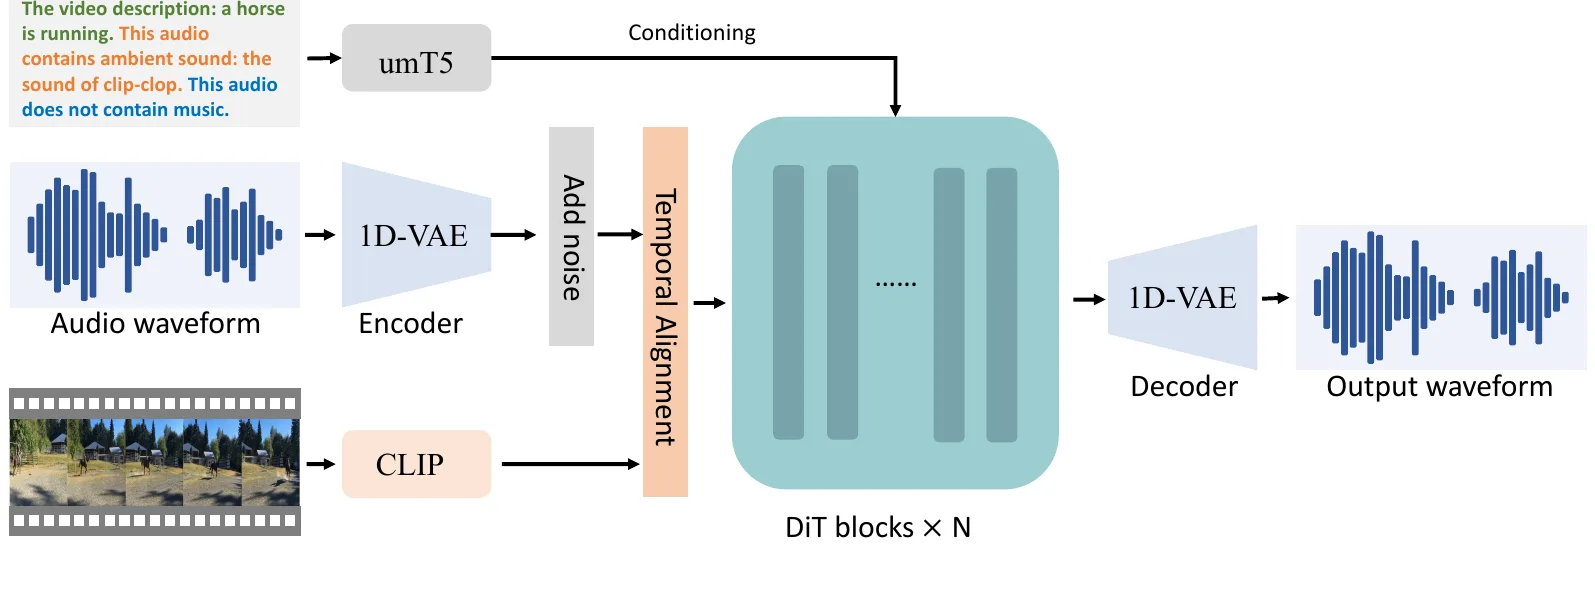 The video description: a horse
is running. This audio
contains ambient sound: the
sound of clip-clop. This audio
does not contain music.
umT5
Conditioning
Audio waveform
1D-VAE
Encoder
Add noise
Temporal Alignment
CLIP
......
DiT blocks × N
1D-VAE
Decoder
Output waveform